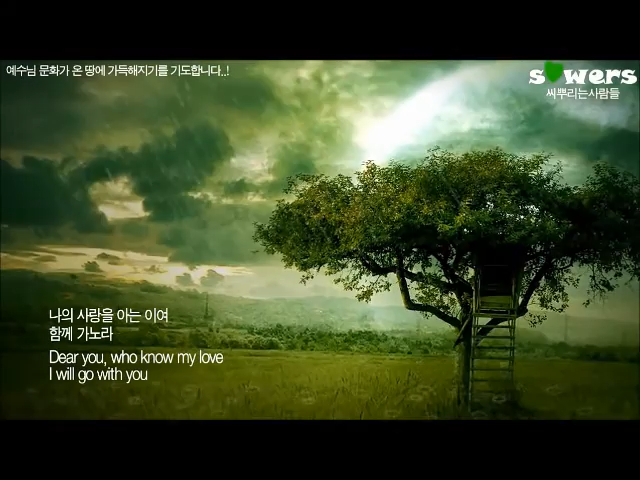 예수님 문화가 온 땅에 가득해지기를 기도합니다..!
sowers
씨뿌리는사람들
나의 사랑을 아는 이여
함께 가노라
Dear you, who know my love
I will go with you